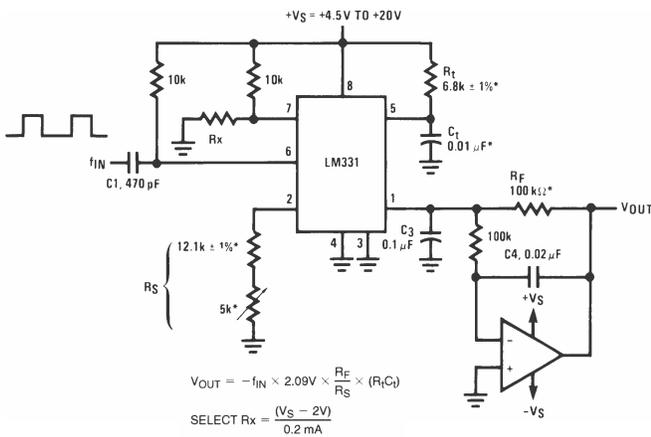 +VS = +4.5V TO +20V
10k
10k
Rt
6.8k ± 1%*
8
7
5
Rx
Ct
0.01 µF*
fIN
6
LM331
C1, 470 pF
RF
100 kΩ*
2
1
VOUT
12.1k ± 1%*
4
3
C3
0.1 µF
100k
C4, 0.02 µF
RS
5k*
+VS
-
+
-VS
VOUT = −fIN × 2.09V × RF/RS × (RtCt)
SELECT Rx = (VS − 2V)/0.2 mA